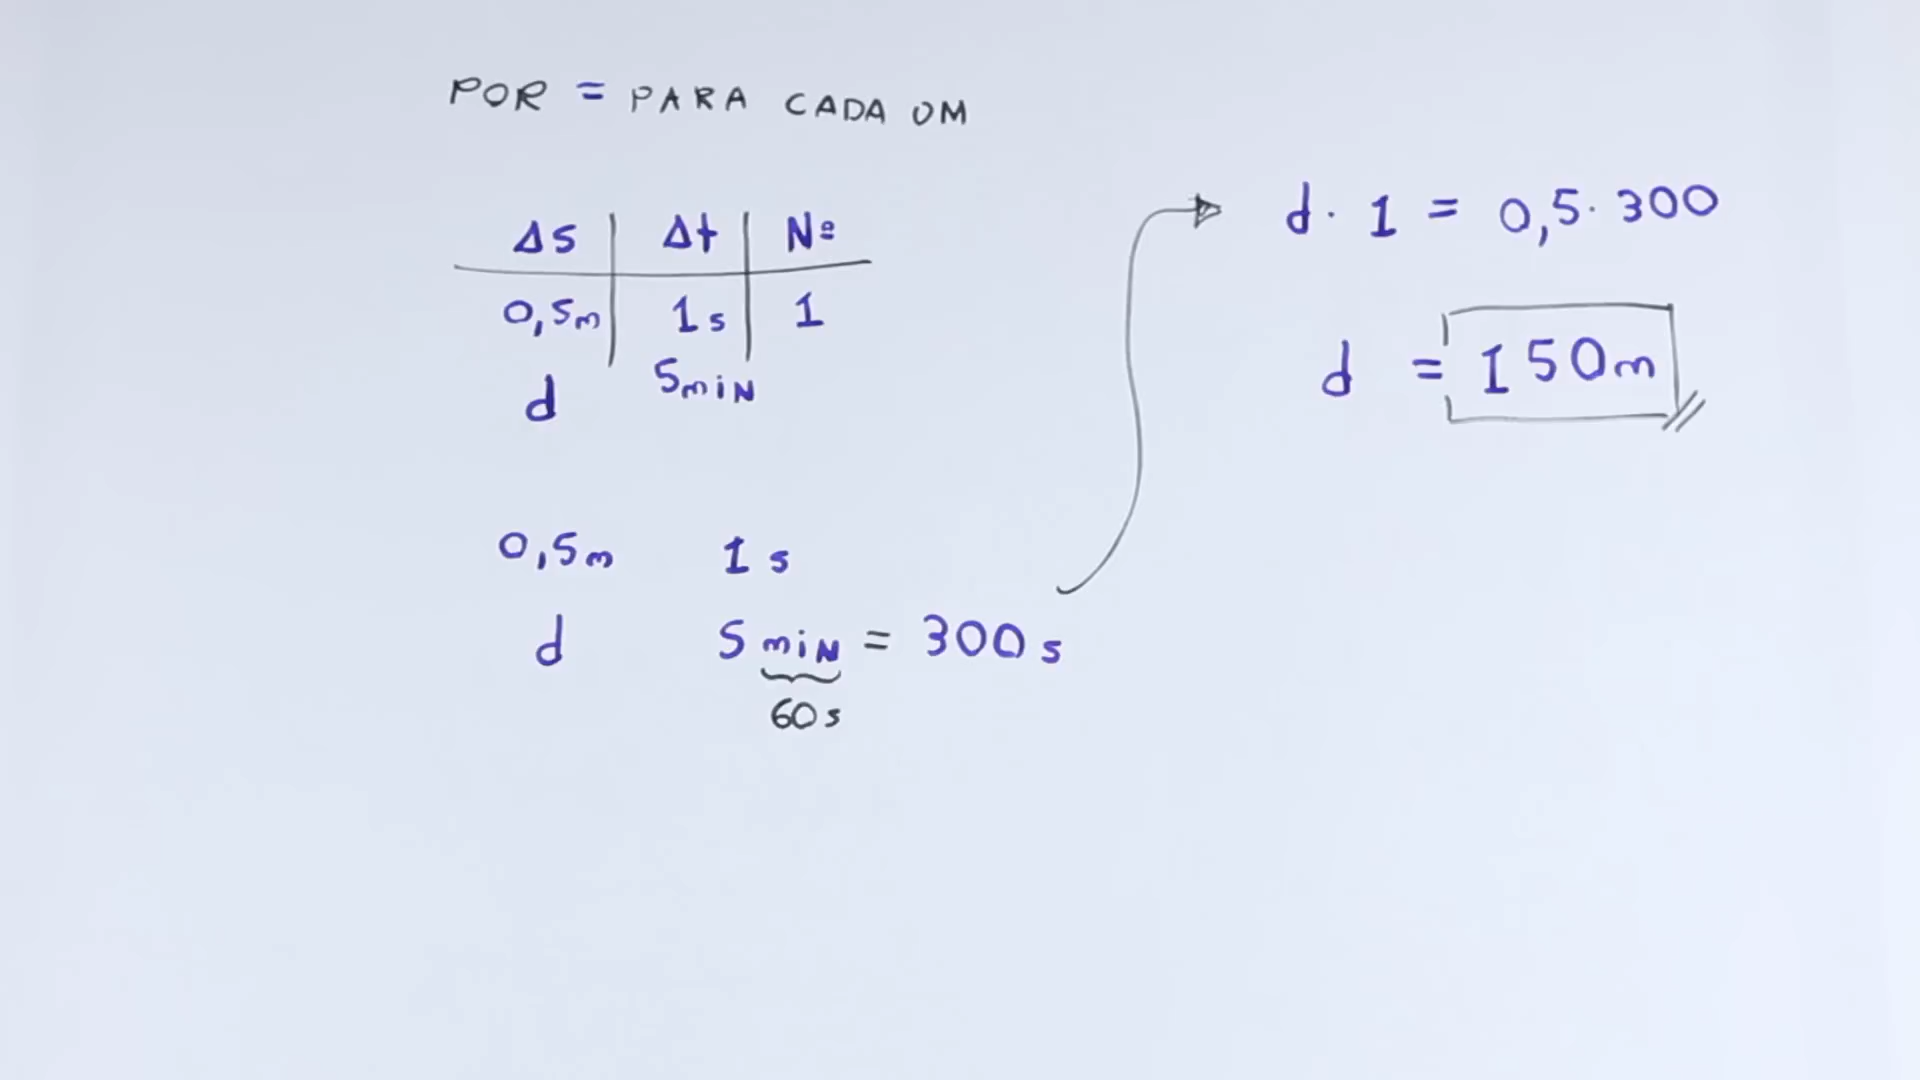 POR = PARA CADA UM
Δs Δt Nº
0,5m 1s 1
d 5min
0,5m 1s
d 5min = 300s
60s
d · 1 = 0,5 · 300
d = 150m